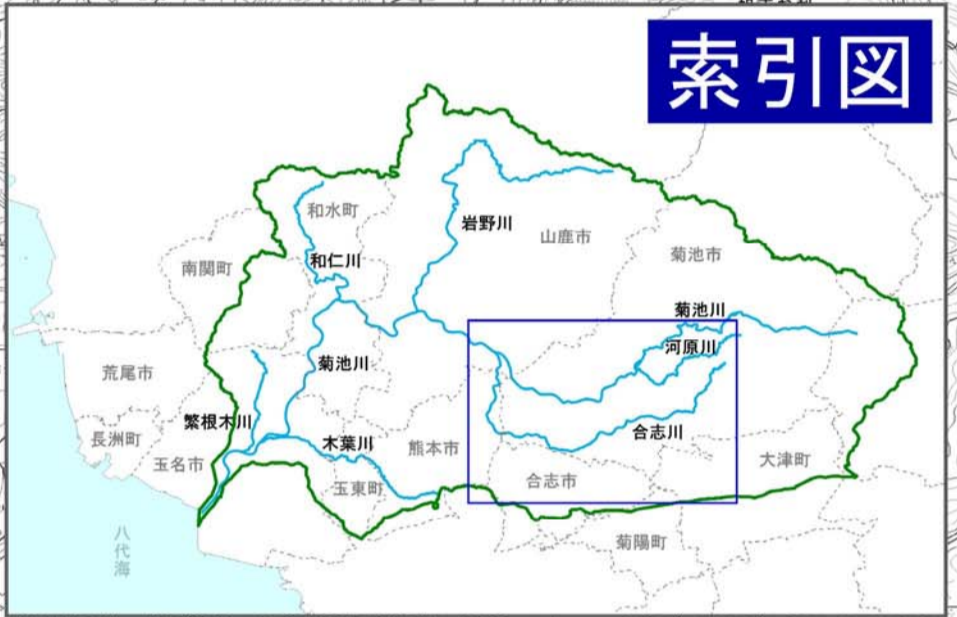 索引図
和水町
岩野川
山鹿市
菊池市
南関町
和仁川
菊池川
河原川
荒尾市
菊池川
繁根木川
長洲町
玉名市
木葉川
熊本市
合志川
大津町
玉東町
合志市
菊陽町
八代海